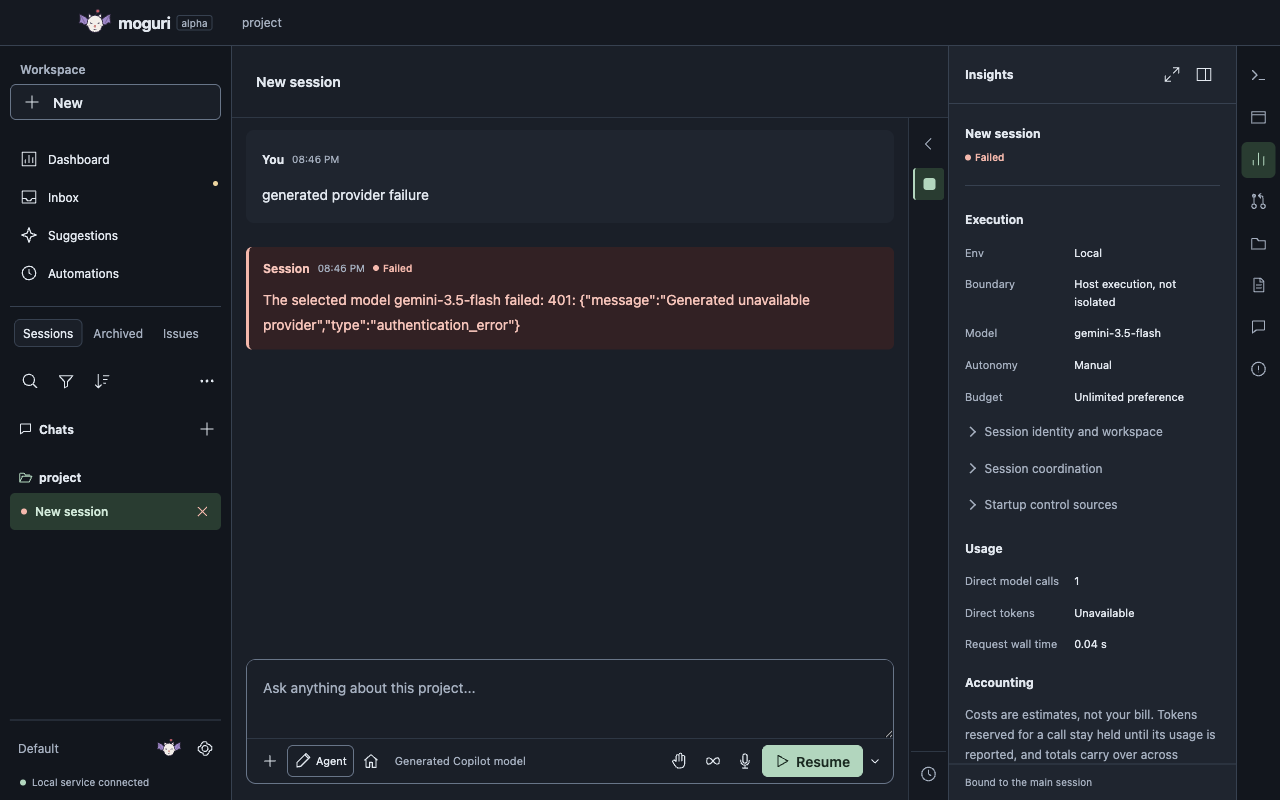 moguri alpha project
Workspace
New
Dashboard
Inbox
Suggestions
Automations
Sessions Archived Issues
Chats
project
New session
Default
Local service connected
New session
You 08:46 PM
generated provider failure
Session 08:46 PM Failed
The selected model gemini-3.5-flash failed: 401: {"message":"Generated unavailable
provider","type":"authentication_error"}
Ask anything about this project...
Agent Generated Copilot model Resume
Insights
New session
Failed
Execution
Env Local
Boundary Host execution, not
isolated
Model gemini-3.5-flash
Autonomy Manual
Budget Unlimited preference
Session identity and workspace
Session coordination
Startup control sources
Usage
Direct model calls 1
Direct tokens Unavailable
Request wall time 0.04 s
Accounting
Costs are estimates, not your bill. Tokens
reserved for a call stay held until its usage is
reported, and totals carry over across
Bound to the main session